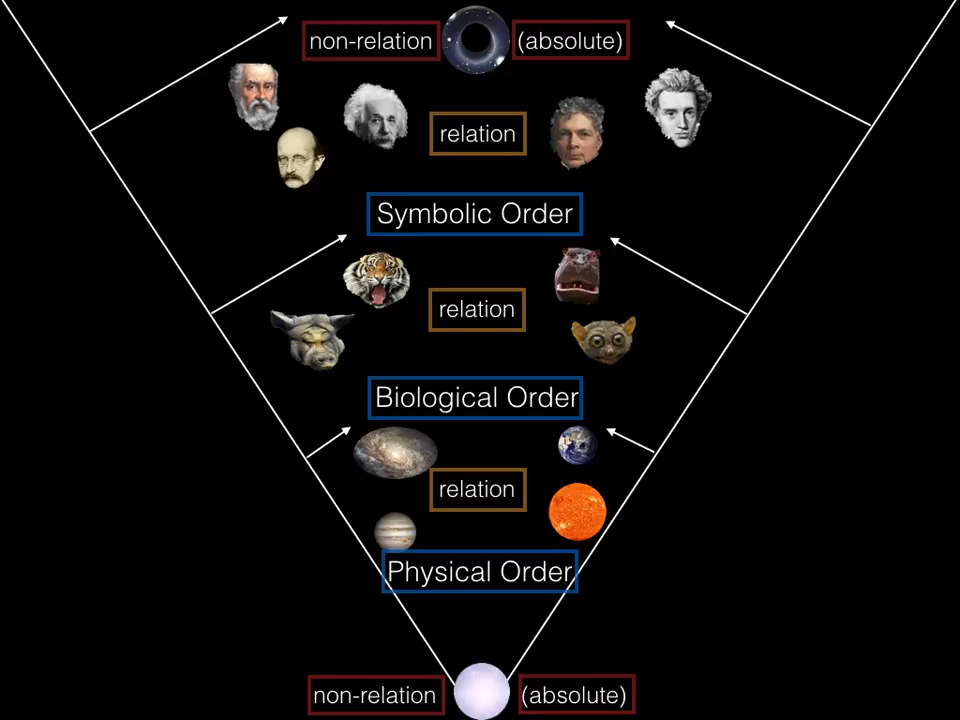 non-relation (absolute)
relation
Symbolic Order
relation
Biological Order
relation
Physical Order
non-relation (absolute)